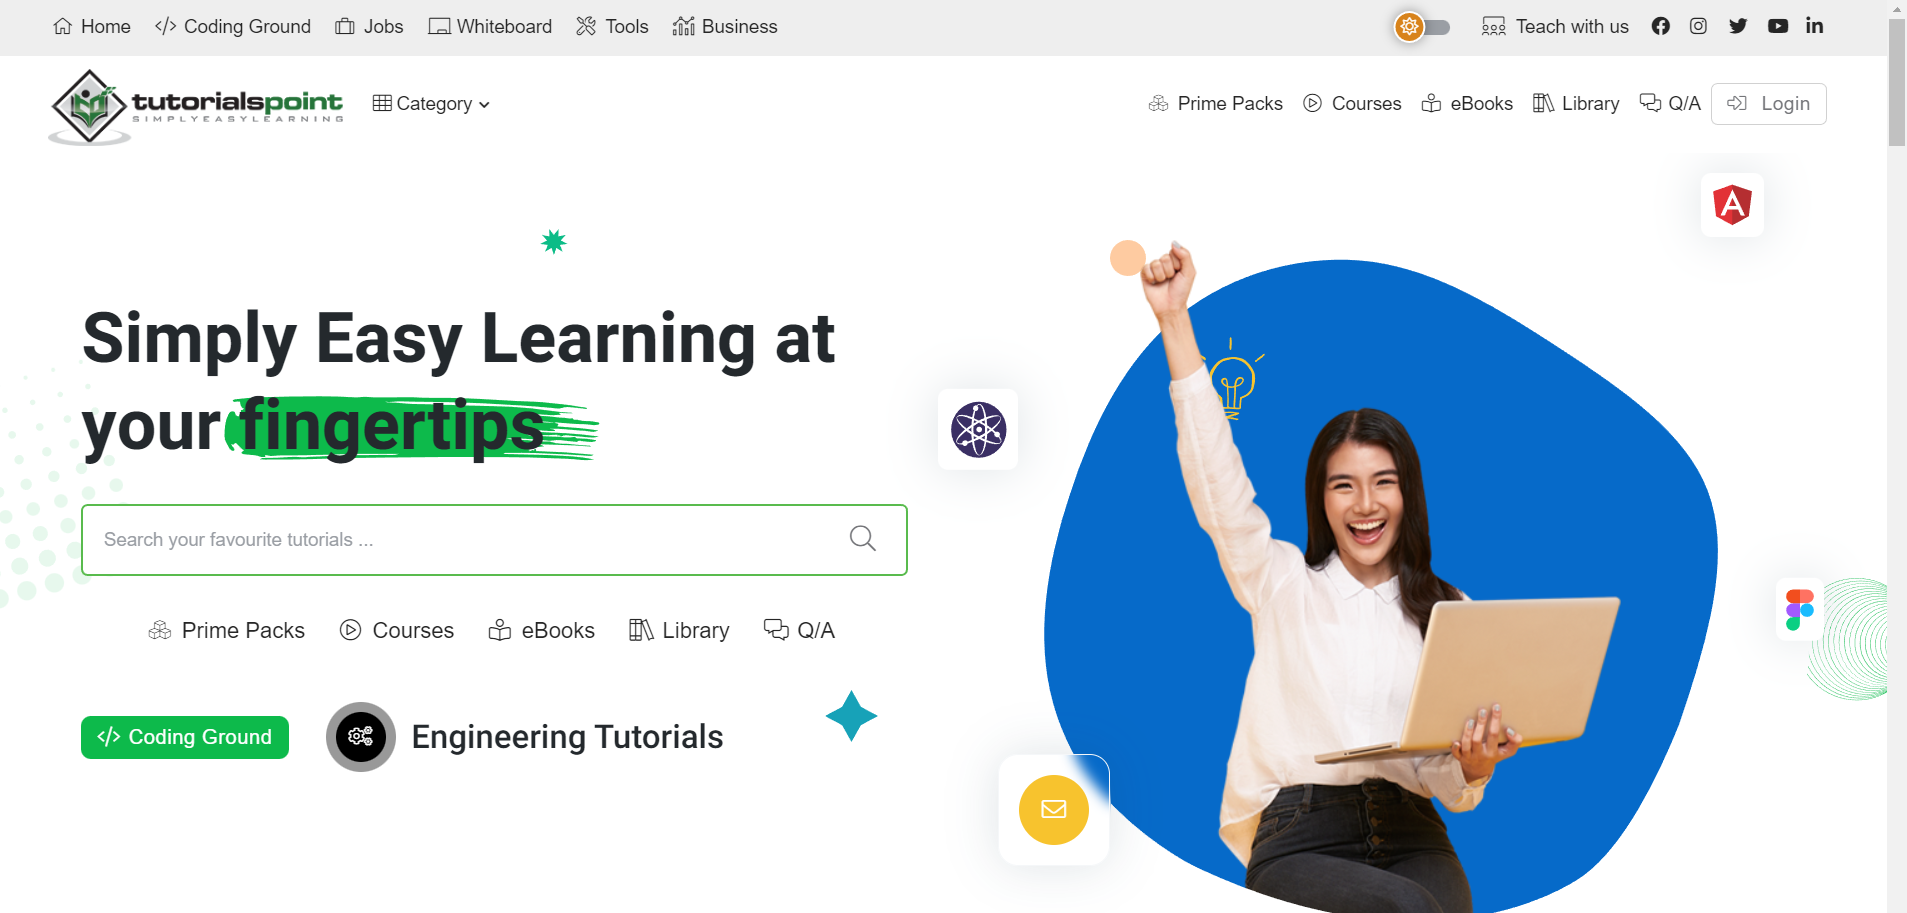 Home Coding Ground Jobs Whiteboard Tools Business Teach with us
tutorialspoint
SIMPLYEASYLEARNING
Category
Prime Packs Courses eBooks Library Q/A Login
Simply Easy Learning at
your fingertips
Search your favourite tutorials ...
Prime Packs Courses eBooks Library Q/A
</> Coding Ground
Engineering Tutorials